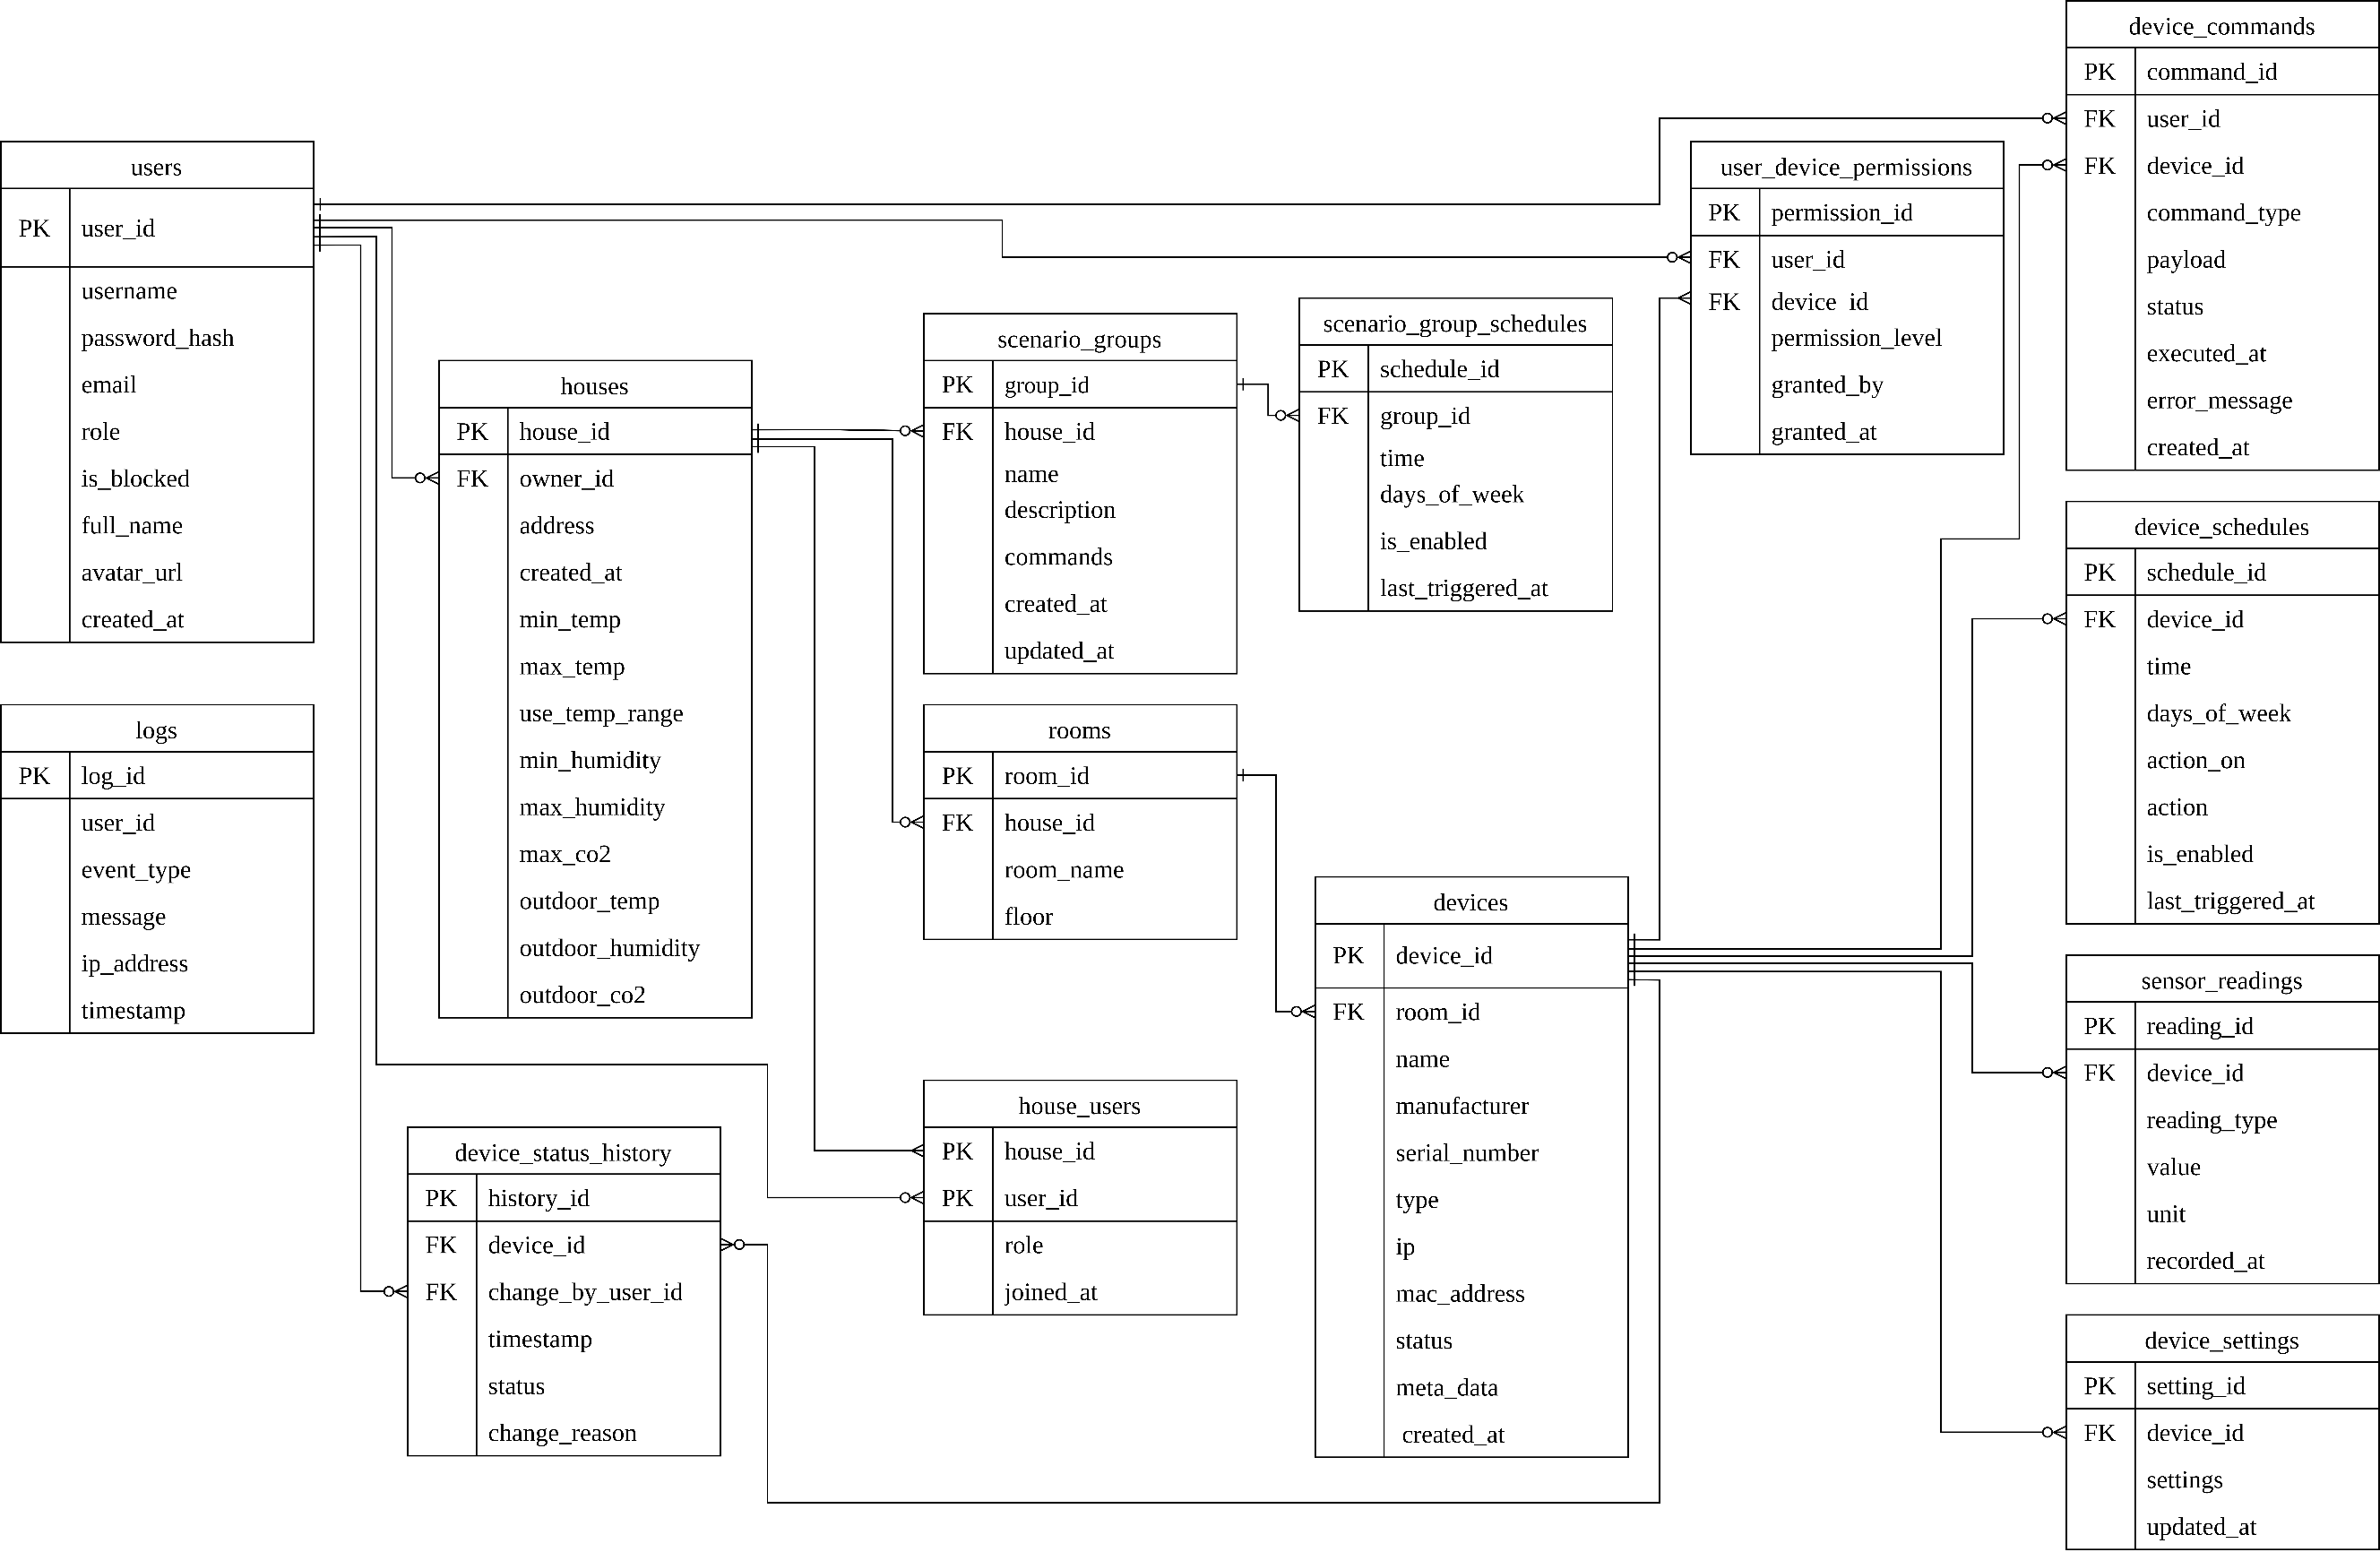 users
PK user_id
username
password_hash
email
role
is_blocked
full_name
avatar_url
created_at
logs
PK log_id
user_id
event_type
message
ip_address
timestamp
houses
PK house_id
FK owner_id
address
created_at
min_temp
max_temp
use_temp_range
min_humidity
max_humidity
max_co2
outdoor_temp
outdoor_humidity
outdoor_co2
device_status_history
PK history_id
FK device_id
FK change_by_user_id
timestamp
status
change_reason
scenario_groups
PK group_id
FK house_id
name
description
commands
created_at
updated_at
rooms
PK room_id
FK house_id
room_name
floor
house_users
PK house_id
PK user_id
role
joined_at
scenario_group_schedules
PK schedule_id
FK group_id
time
days_of_week
is_enabled
last_triggered_at
devices
PK device_id
FK room_id
name
manufacturer
serial_number
type
ip
mac_address
status
meta_data
created_at
user_device_permissions
PK permission_id
FK user_id
FK device_id
permission_level
granted_by
granted_at
device_commands
PK command_id
FK user_id
FK device_id
command_type
payload
status
executed_at
error_message
created_at
device_schedules
PK schedule_id
FK device_id
time
days_of_week
action_on
action
is_enabled
last_triggered_at
sensor_readings
PK reading_id
FK device_id
reading_type
value
unit
recorded_at
device_settings
PK setting_id
FK device_id
settings
updated_at